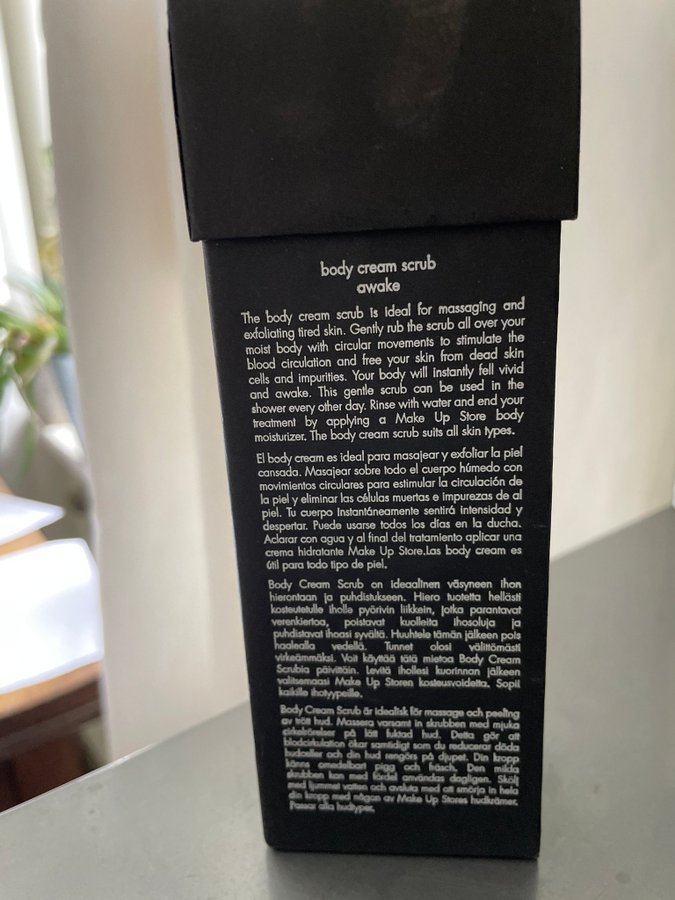 body cream scrub
awake
The body cream scrub is ideal for massaging and
exfoliating tired skin. Gently rub the scrub all over your
moist body with circular movements to stimulate the
blood circulation and free your skin from dead skin
cells and impurities. Your body will instantly fell vivid
and awake. This gentle scrub can be used in the
shower every other day. Rinse with water and end your
treatment by applying a Make Up Store body
moisturizer. The body cream scrub suits all skin types.
El body cream es ideal para masajear y exfoliar la piel
cansada. Masajear sobre todo el cuerpo húmedo con
movimientos circulares para estimular la circulación de
la piel y eliminar las células muertas e impurezas de al
piel. Tu cuerpo instantáneamente sentirá intensidad y
despertar. Puede usarse todos los días en la ducha.
Aclarar con agua y al final del tratamiento aplicar una
crema hidratante Make Up Store.Las body cream es
útil para todo tipo de piel.
Body Cream Scrub on ideaalinen väsyneen ihon
hierontaan ja puhdistukseen. Hiero tuotetta hellästi
kosteutetulle iholle pyörivin liikkein, jotka parantavat
verenkiertoa, poistavat kuolleita ihosoluja ja
puhdistavat ihoasi syvältä. Huuhtele tämän jälkeen pois
haalealla vedellä. Tunnet olosi välittömästi
virkeämmäksi. Voit käyttää tätä mietoa Body Cream
Scrubia päivittäin. Levitä ihollesi kuorinnan jälkeen
valitsemaasi Make Up Storen kosteusvoidetta. Sopii
kaikille ihotyypeille.
Body Cream Scrub är idealisk för massage och peeling
av trött hud. Massera varsamt in skrubben med mjuka
cirkelrörelser på lätt fuktad hud. Detta gör att
blodcirkulation ökar samtidigt som du reducerar döda
hudceller och din hud rengörs på djupet. Din kropp
känns omedelbart pigg och fräsch. Den milda
skrubben kan med fördel användas dagligen. Skölj
med ljummet vatten och avsluta med att smörja in hela
din kropp med någon av Make Up Stores hudkrämer.
Passar alla hudtyper.